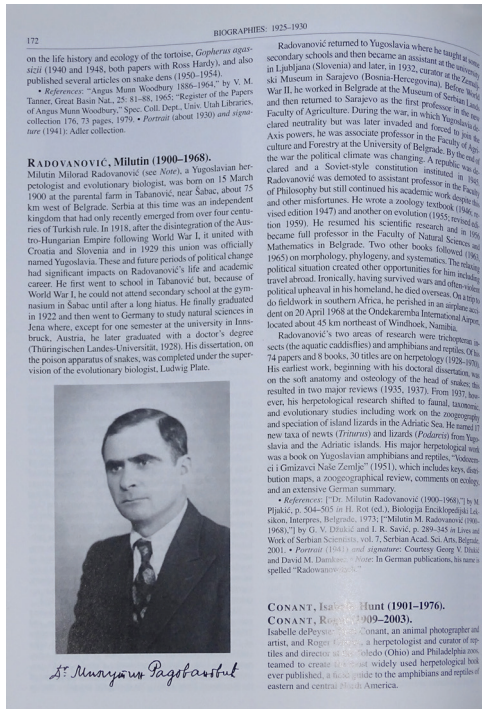 172
BIOGRAPHIES: 1925–1930
on the life history and ecology of the tortoise, Gopherus agas-
sizii (1940 and 1948, both papers with Ross Hardy), and also
published several articles on snake dens (1950–1954).
• References: "Angus Munn Woodbury 1886–1964," by V. M.
Tanner, Great Basin Nat., 25: 81–88, 1965; "Register of the Papers
of Angus Munn Woodbury," Spec. Coll. Dept., Univ. Utah Libraries,
collection 176, 73 pages, 1979. • Portrait (about 1930) and signa-
ture (1941): Adler collection.
RADOVANOVIĆ, Milutin (1900–1968).
Mihutin Milorad Radovanović (see Note), a Yugoslavian her-
petologist and evolutionary biologist, was born on 15 March
1900 at the parental farm in Tabanović, near Šabac, about 75
km west of Belgrade. Serbia at this time was an independent
kingdom that had only recently emerged from over four centu-
ries of Turkish rule. In 1918, after the disintegration of the Aus-
tro-Hungarian Empire following World War I, it united with
Croatia and Slovenia and in 1929 this union was officially
named Yugoslavia. These and future periods of political change
had significant impacts on Radovanović's life and academic
career. He first went to school in Tabanović but, because of
World War I, he could not attend secondary school at the gym-
nasium in Šabac until after a long hiatus. He finally graduated
in 1922 and then went to Germany to study natural sciences in
Jena where, except for one semester at the university in Inns-
bruck, Austria, he later graduated with a doctor's degree
(Thüringischen Landes-Universität, 1928). His dissertation, on
the poison apparatus of snakes, was completed under the super-
vision of the evolutionary biologist, Ludwig Plate.
Dr Милутин Радовановић
Radovanović returned to Yugoslavia where he taught at some
secondary schools and then became an assistant at the university
in Ljubljana (Slovenia) and later, in 1932, curator at the Zemalj-
ski Museum in Sarajevo (Bosnia-Hercegovina). Before World
War II, he worked in Belgrade at the Museum of Serbian Land
and then returned to Sarajevo as the first professor in the new
Faculty of Agriculture. During the war, in which Yugoslavia de-
clared neutrality but was later invaded and forced to join the
Axis powers, he was associate professor in the Faculty of Agri-
culture and Forestry at the University of Belgrade. By the end of
the war the political climate was changing. A republic was de-
clared and a Soviet-style constitution instituted in 1945.
Radovanović was demoted to assistant professor in the Faculty
of Philosophy but still continued his academic work despite this
and other misfortunes. He wrote a zoology textbook (1946; re-
vised edition 1947) and another on evolution (1955; revised edi-
tion 1959). He resumed his scientific research and in 1956
became full professor in the Faculty of Natural Sciences and
Mathematics in Belgrade. Two other books followed (1963,
1965) on morphology, phylogeny, and systematics. The relaxing
political situation created other opportunities for him including
travel abroad. Ironically, having survived wars and often-violent
political upheaval in his homeland, he died overseas. On a trip to
do fieldwork in southern Africa, he perished in an airplane acci-
dent on 20 April 1968 at the Ondekaremba International Airport,
located about 45 km northeast of Windhoek, Namibia.
Radovanović's two areas of research were trichopteran in-
sects (the aquatic caddisflies) and amphibians and reptiles. Of his
74 papers and 8 books, 30 titles are on herpetology (1928–1970).
His earliest work, beginning with his doctoral dissertation, was
on the soft anatomy and osteology of the head of snakes; this
resulted in two major reviews (1935, 1937). From 1937, how-
ever, his herpetological research shifted to faunal, taxonomic,
and evolutionary studies including work on the zoogeography
and speciation of island lizards in the Adriatic Sea. He named 17
new taxa of newts (Triturus) and lizards (Podarcis) from Yugo-
slavia and the Adriatic islands. His major herpetological work
was a book on Yugoslavian amphibians and reptiles, "Vodozem-
ci i Gmizavci Naše Zemlje" (1951), which includes keys, distri-
bution maps, a zoogeographical review, comments on ecology,
and an extensive German summary.
• References: ["Dr. Milutin Radovanović (1900–1968),"] by M.
Pljakić, p. 504–505 in H. Rot (ed.), Biologija Enciklopedijski Lek-
sikon, Interpres, Belgrade, 1973; ["Milutin M. Radovanović (1900–
1968),"] by G. V. Džukić and I. R. Savić, p. 289-345 in Lives and
Work of Serbian Scientists, vol. 7, Serbian Acad. Sci. Arts, Belgrade,
2001. • Portrait (1941) and signature: Courtesy Georg V. Džukić
and David M. • Note: In German publications, his name is
spelled
CONANT, Hunt (1901–1976).
CONANT, 1909–2003).
Isabelle dePeyster Conant, an animal photographer and
artist, and Roger a herpetologist and curator of rep-
tiles and director Toledo (Ohio) and Philadelphia zoos,
teamed to create most widely used herpetological book
ever published, a guide to the amphibians and reptiles of
eastern and central North America.